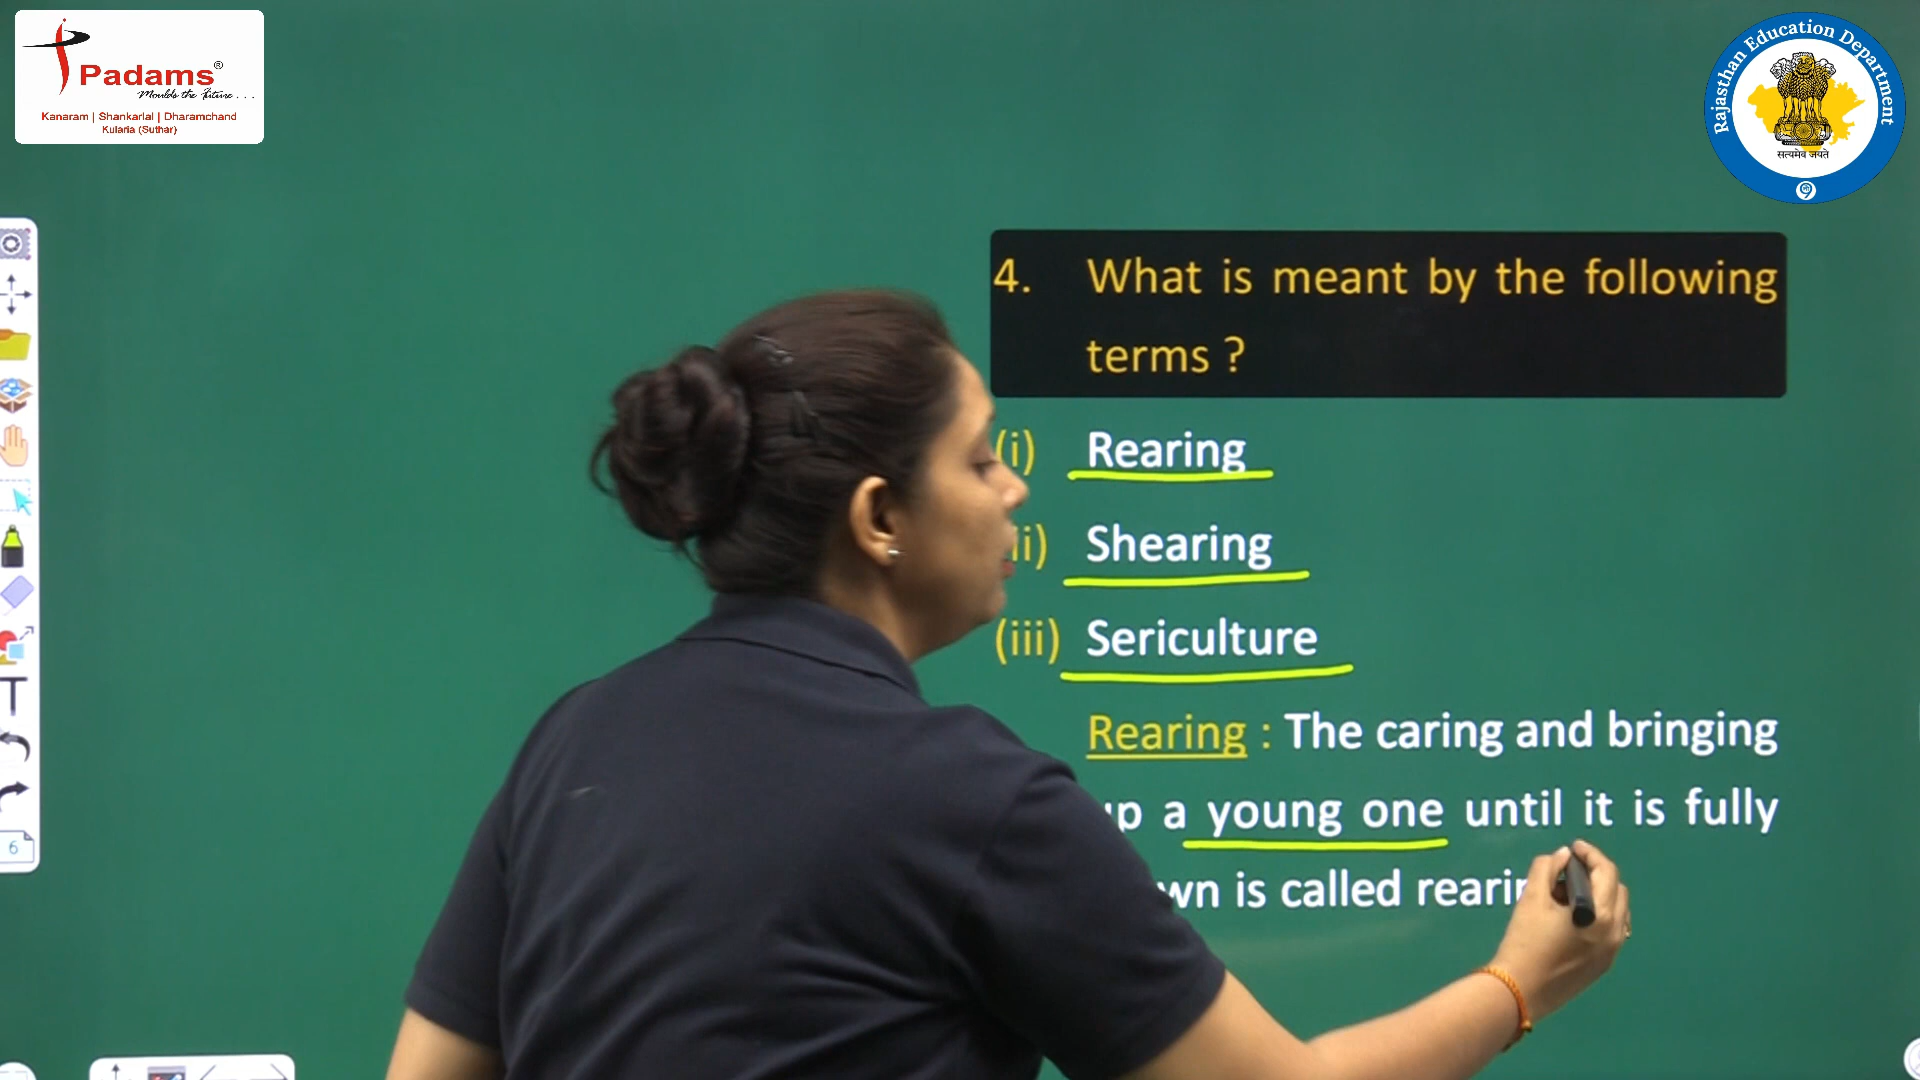 Padams®
Moulds the Future . . .
Kanaram | Shankarlal | Dharamchand
Kularia (Suthar)
Rajasthan Education Department
सत्यमेव जयते
4. What is meant by the following
terms ?
(i) Rearing
Shearing
(iii) Sericulture
Rearing : The caring and bringing
a young one until it is fully
is called
T
6